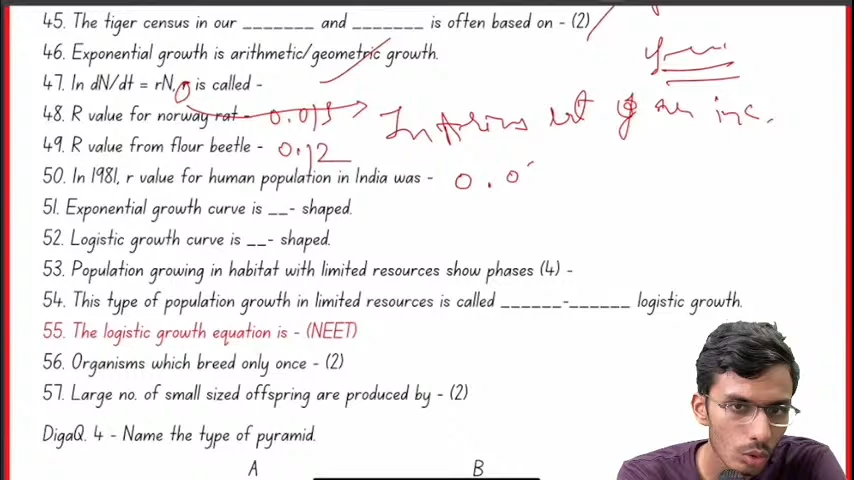 45. The tiger census in our _______ and _______ is often based on - (2)
46. Exponential growth is arithmetic/geometric growth.
47. In dN/dt = rN, r is called -
48. R value for norway rat - 0.015
49. R value from flour beetle - 0.12
50. In 1981, r value for human population in India was - 0.0
51. Exponential growth curve is __- shaped.
52. Logistic growth curve is __- shaped.
53. Population growing in habitat with limited resources show phases (4) -
54. This type of population growth in limited resources is called ______-______ logistic growth.
55. The logistic growth equation is - (NEET)
56. Organisms which breed only once - (2)
57. Large no. of small sized offspring are produced by - (2)
DigaQ. 4 - Name the type of pyramid.
A B